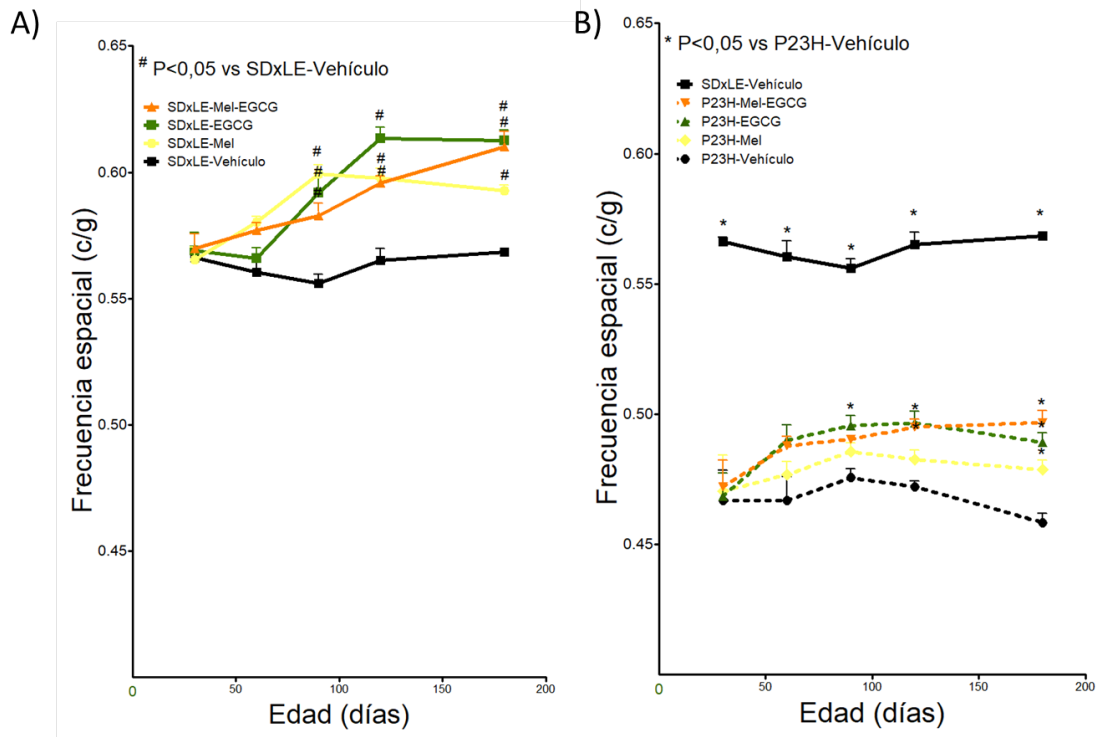 A)
# P<0,05 vs SDxLE-Vehículo
SDxLE-Mel-EGCG
SDxLE-EGCG
SDxLE-Mel
SDxLE-Vehículo
Frecuencia espacial (c/g)
0.65
0.60
0.55
0.50
0.45
0
50
100
150
200
# # # # # # # # # #
Edad (días)
B)
* P<0,05 vs P23H-Vehículo
SDxLE-Vehículo
P23H-Mel-EGCG
P23H-EGCG
P23H-Mel
P23H-Vehículo
Frecuencia espacial (c/g)
0.65
0.60
0.55
0.50
0.45
0
50
100
150
200
* * * * *
* * * * * *
Edad (días)